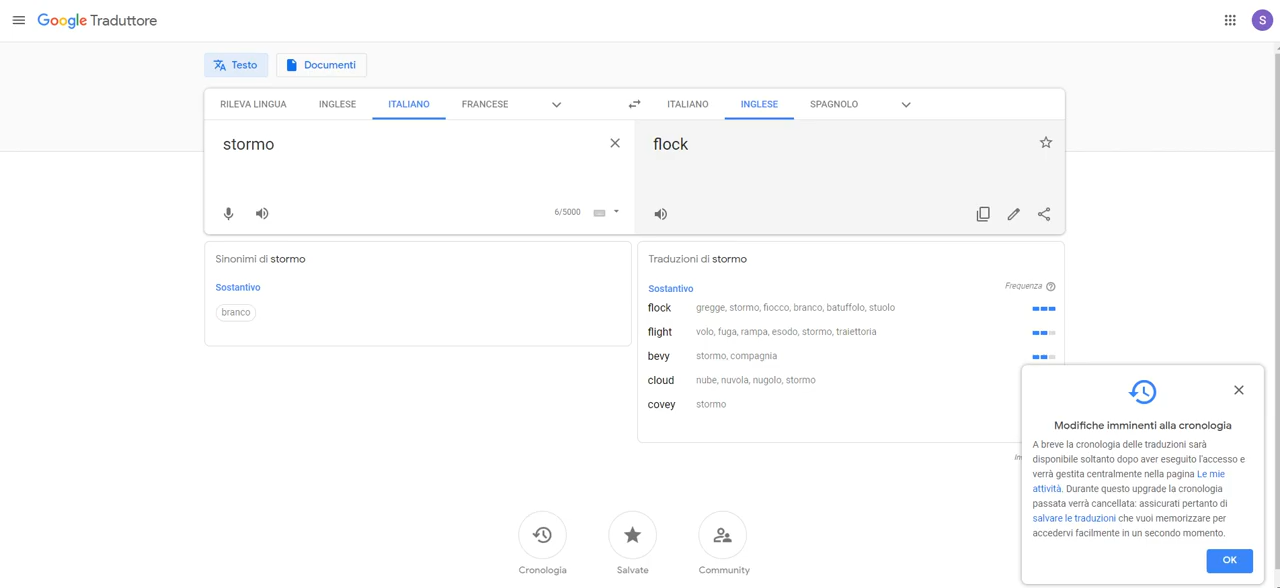 Google Traduttore
S
Testo
Documenti
RILEVA LINGUA INGLESE ITALIANO FRANCESE
ITALIANO INGLESE SPAGNOLO
stormo
flock
6/5000
Sinonimi di stormo
Sostantivo
branco
Traduzioni di stormo
Sostantivo Frequenza
flock gregge, stormo, fiocco, branco, batuffolo, stuolo
flight volo, fuga, rampa, esodo, stormo, traiettoria
bevy stormo, compagnia
cloud nube, nuvola, nugolo, stormo
covey stormo
Modifiche imminenti alla cronologia
A breve la cronologia delle traduzioni sarà
disponibile soltanto dopo aver eseguito l'accesso e
verrà gestita centralmente nella pagina Le mie
attività. Durante questo upgrade la cronologia
passata verrà cancellata: assicurati pertanto di
salvare le traduzioni che vuoi memorizzare per
accedervi facilmente in un secondo momento.
OK
Cronologia
Salvate
Community